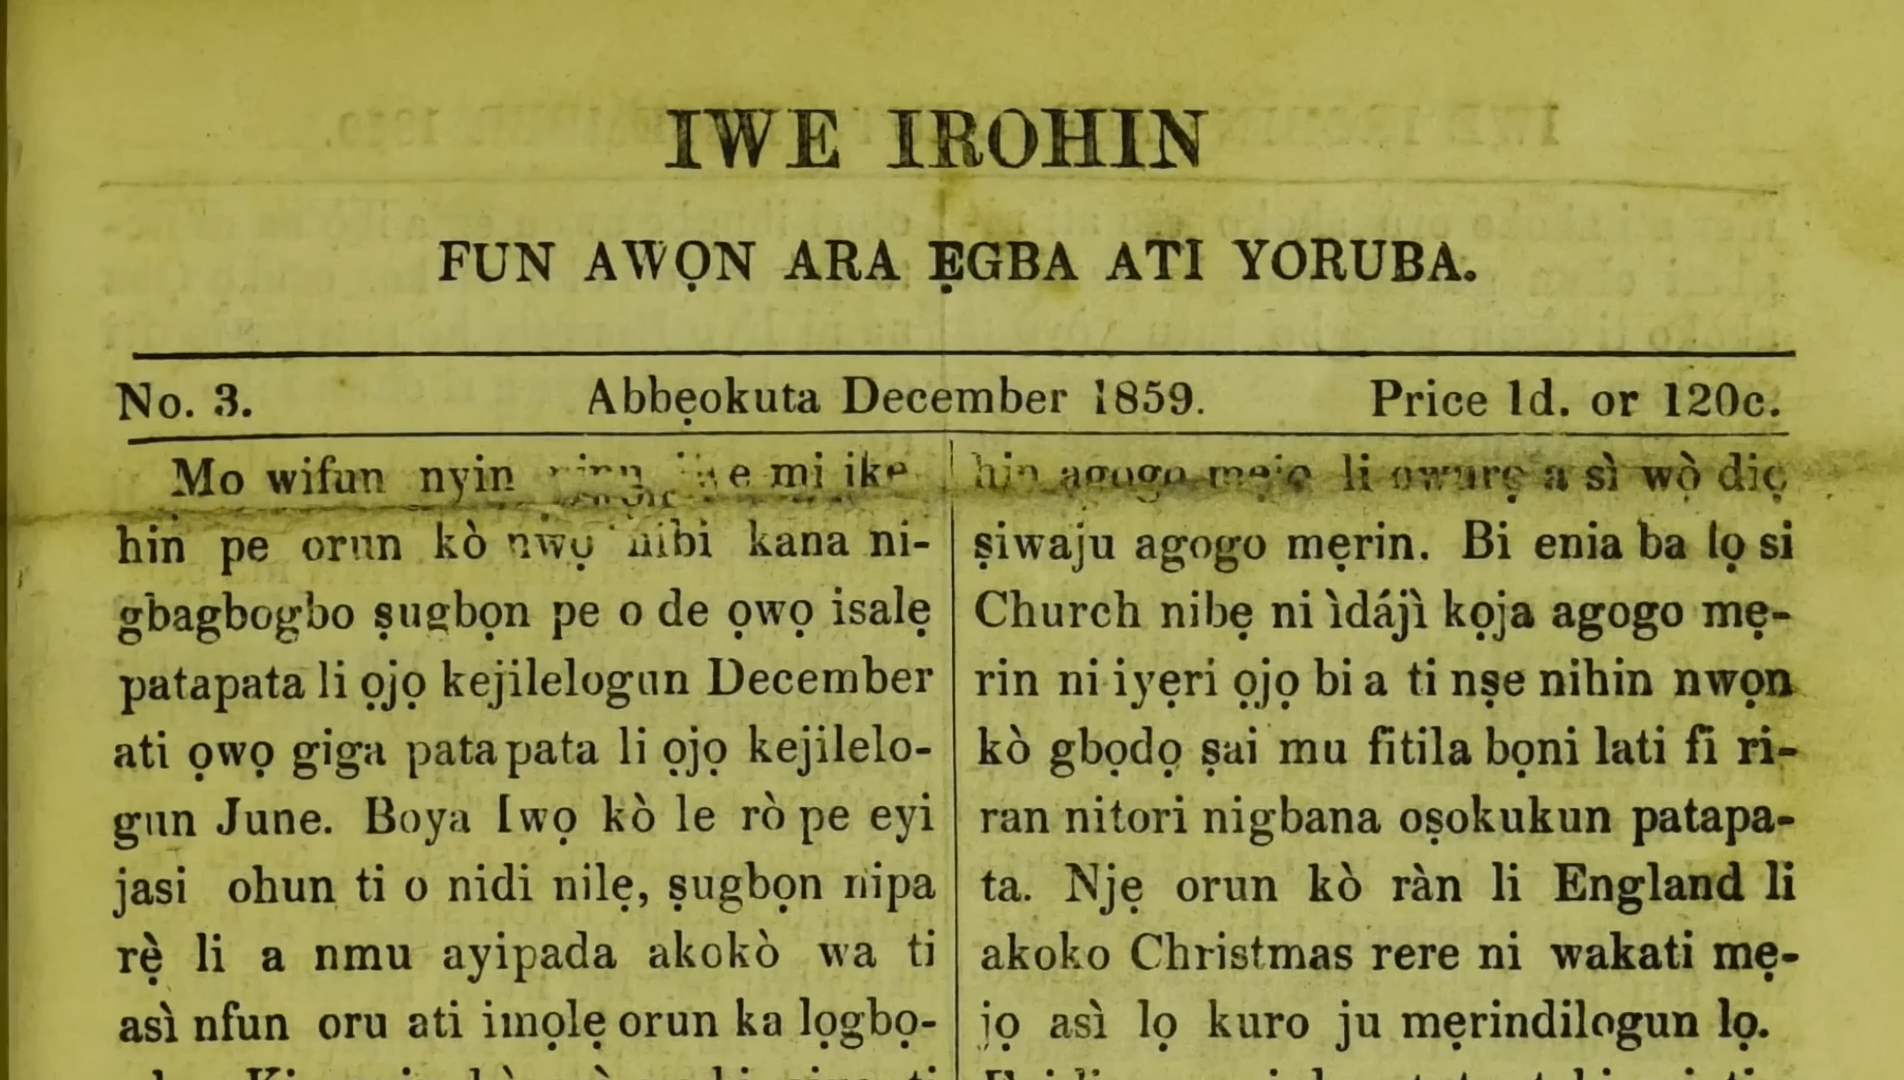 IWE IROHIN
FUN AWỌN ARA ẸGBA ATI YORUBA.
No. 3. Abbẹokuta December 1859. Price 1d. or 120c.
Mo wifun nyin mi
hin pe orun kò nwọ nibi kana ni-
gbagbogbo ṣugbọn pe o de ọwọ isalẹ
patapata li ọjọ kejilelogun December
ati ọwọ giga patapata li ọjọ kejilelo-
gun June. Boya Iwọ kò le rò pe eyi
jasi ohun ti o nidi nilẹ, ṣugbọn nipa
rẹ̀ li a nmu ayipada akokò wa ti
asì nfun oru ati imọlẹ orun ka lọgbọ-
hin agogo mẹjọ li a sì wọ̀
ṣiwaju agogo mẹrin. Bi enia ba lọ si
Church nibẹ ni ìdájì kọja agogo mẹ-
rin ni iyẹri ọjọ bi a ti nṣe nihin nwọn
kò gbọdọ ṣai mu fitila bọni lati fi ri-
ran nitori nigbana oṣokukun patapa-
ta. Njẹ orun kò ràn li England li
akoko Christmas rere ni wakati mẹ-
jọ asì lọ kuro ju mẹrindilogun lọ.